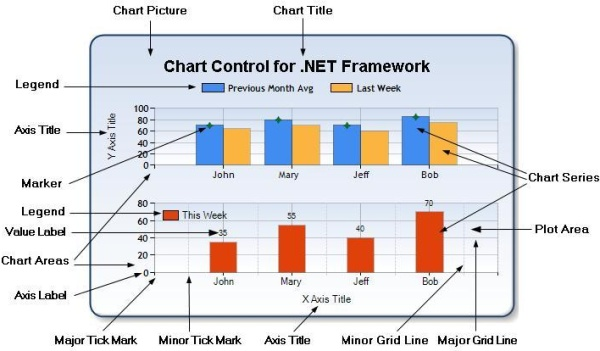 Chart Picture
Chart Title
Chart Control for .NET Framework
Legend
Previous Month Avg
Last Week
Axis Title
Y Axis Title
100
80
60
40
20
0
Marker
John
Mary
Jeff
Bob
Chart Series
Legend
80
This Week
70
Value Label
60
35
55
40
Plot Area
40
Chart Areas
20
Axis Label
0
John
Mary
Jeff
Bob
X Axis Title
Major Tick Mark
Minor Tick Mark
Axis Title
Minor Grid Line
Major Grid Line